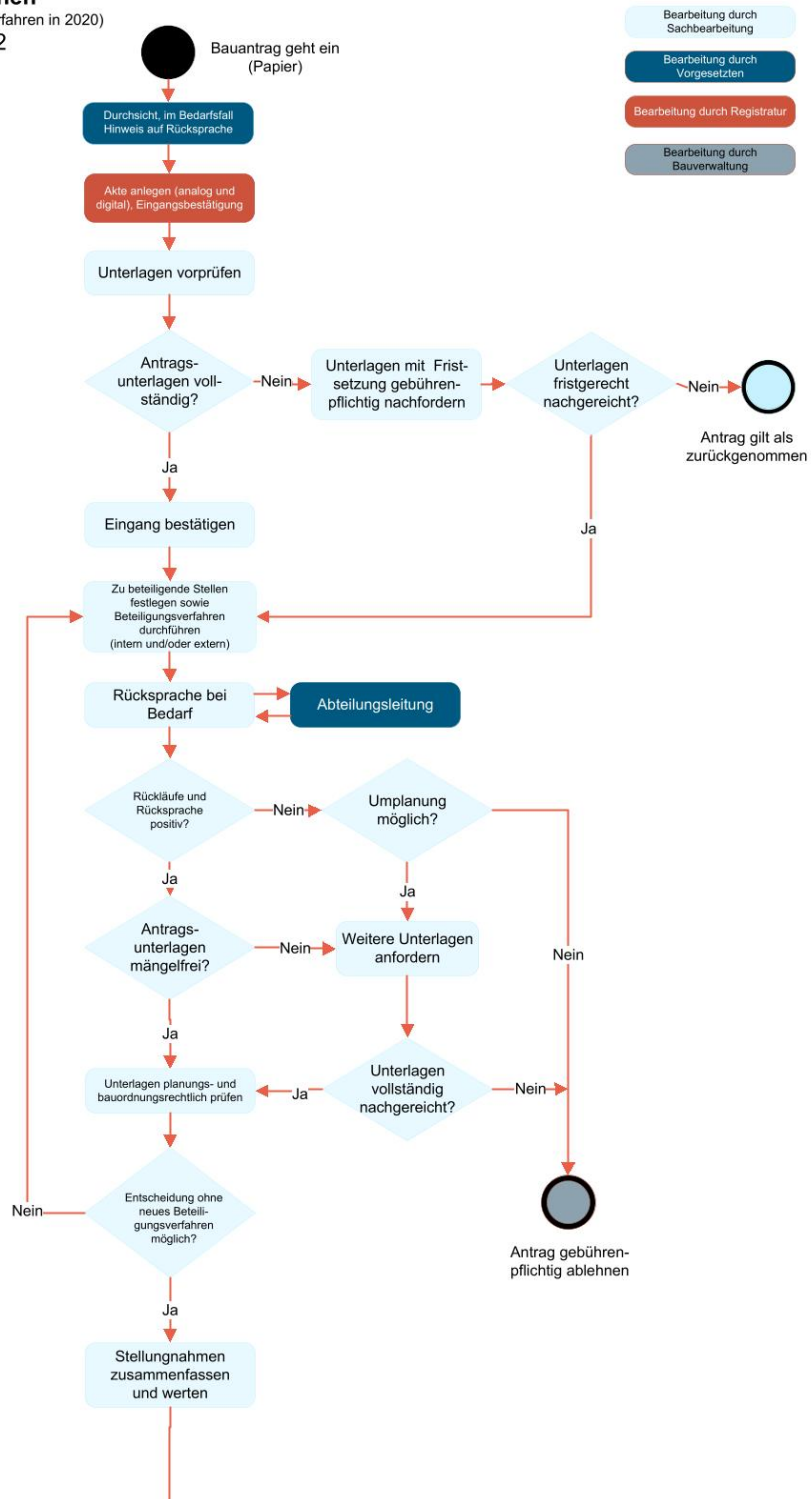 rfahren in 2020)
2
Bauantrag geht ein
(Papier)
Bearbeitung durch
Sachbearbeitung
Bearbeitung durch
Vorgesetzten
Bearbeitung durch Registratur
Bearbeitung durch
Bauverwaltung
Durchsicht, im Bedarfsfall
Hinweis auf Rücksprache
Akte anlegen (analog und
digital), Eingangsbestätigung
Unterlagen vorprüfen
Antrags-
unterlagen voll-
ständig?
Nein
Unterlagen mit Frist-
setzung gebühren-
pflichtig nachfordern
Unterlagen
fristgerecht
nachgereicht?
Nein
Antrag gilt als
zurückgenommen
Ja
Eingang bestätigen
Ja
Zu beteiligende Stellen
festlegen sowie
Beteiligungsverfahren
durchführen
(intern und/oder extern)
Rücksprache bei
Bedarf
Abteilungsleitung
Rückläufe und
Rücksprache
positiv?
Nein
Umplanung
möglich?
Ja
Ja
Antrags-
unterlagen
mängelfrei?
Nein
Weitere Unterlagen
anfordern
Nein
Ja
Unterlagen planungs- und
bauordnungsrechtlich prüfen
Ja
Unterlagen
vollständig
nachgereicht?
Nein
Nein
Entscheidung ohne
neues Beteili-
gungsverfahren
möglich?
Antrag gebühren-
pflichtig ablehnen
Ja
Stellungnahmen
zusammenfassen
und werten